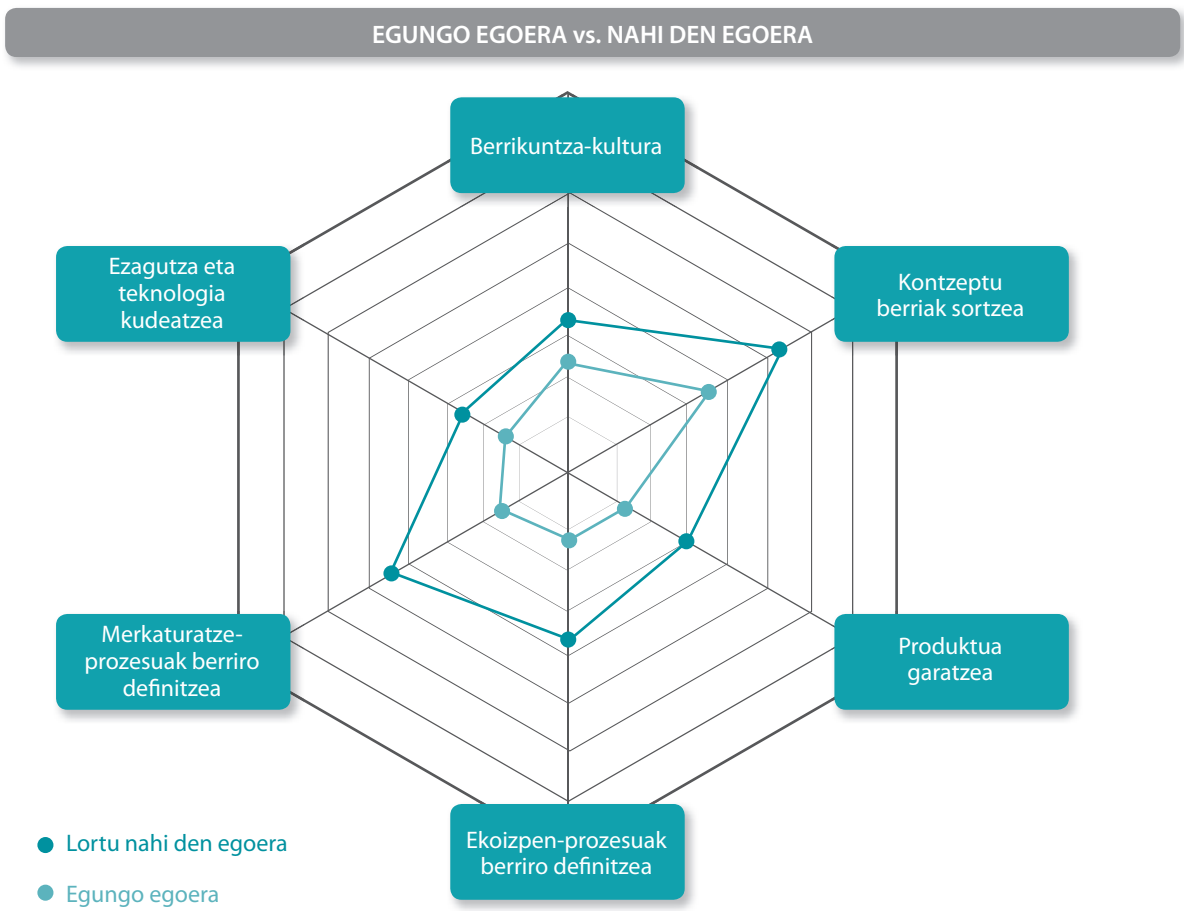 EGUNGO EGOERA vs. NAHI DEN EGOERA
Berrikuntza-kultura
Ezagutza eta
teknologia
kudeatzea
Kontzeptu
berriak sortzea
Merkaturatze-
prozesuak berriro
definitzea
Produktua
garatzea
Ekoizpen-prozesuak
berriro definitzea
Lortu nahi den egoera
Egungo egoera